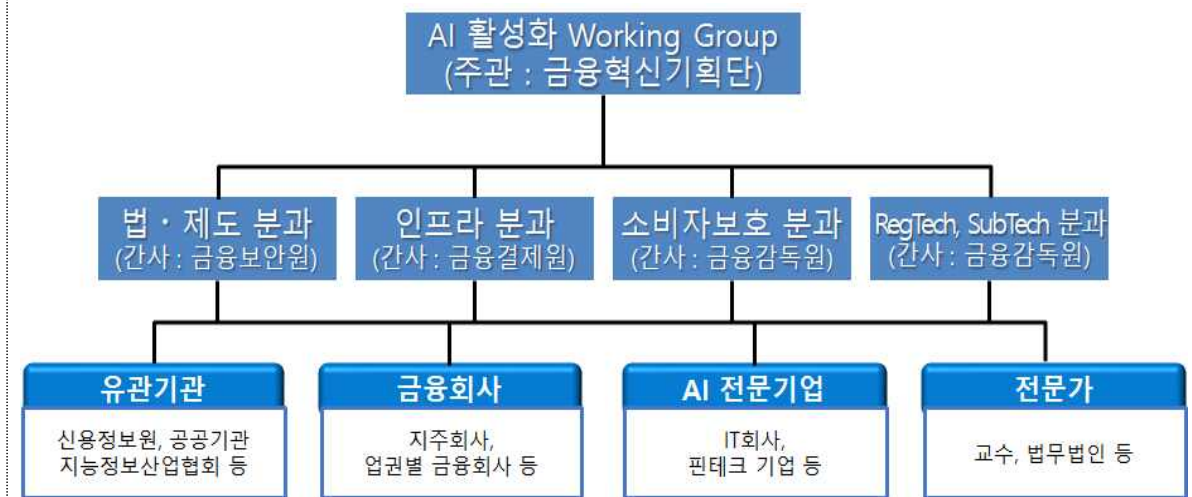 AI 활성화 Working Group
(주관 : 금융혁신기획단)
법 · 제도 분과
(간사 : 금융보안원)
인프라 분과
(간사 : 금융결제원)
소비자보호 분과
(간사 : 금융감독원)
RegTech, SubTech 분과
(간사 : 금융감독원)
유관기관
신용정보원, 공공기관
지능정보산업협회 등
금융회사
지주회사,
업권별 금융회사 등
AI 전문기업
IT회사,
핀테크 기업 등
전문가
교수, 법무법인 등